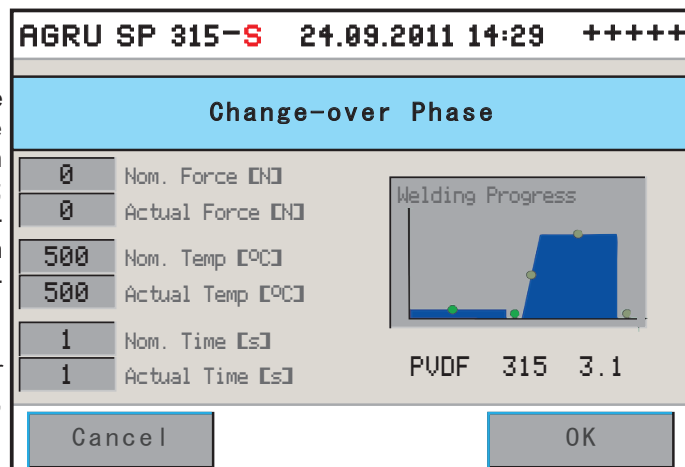 AGRU SP 315-S 24.09.2011 14:29 +++++
Change-over Phase
0 Nom. Force [N]
0 Actual Force [N]
500 Nom. Temp [ºC]
500 Actual Temp [ºC]
1 Nom. Time [s]
1 Actual Time [s]
Welding Progress
PVDF 315 3.1
Cancel OK